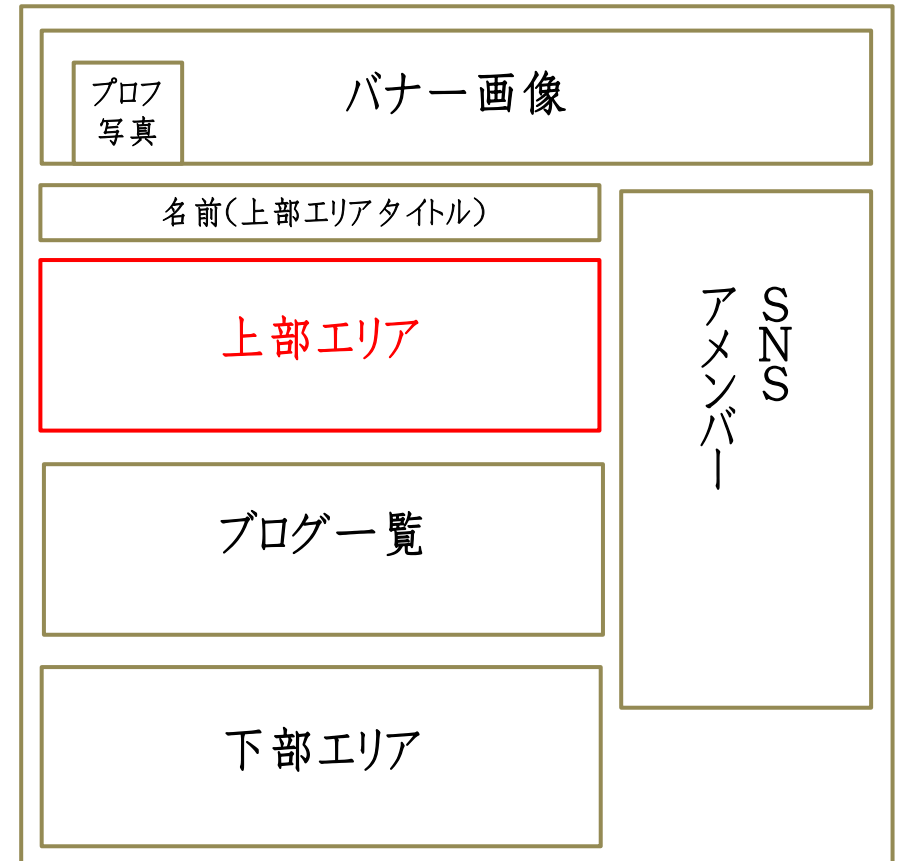 バナー画像
プロフ
写真
名前(上部エリアタイトル)
上部エリア
SNS
アメンバー
ブログ一覧
下部エリア